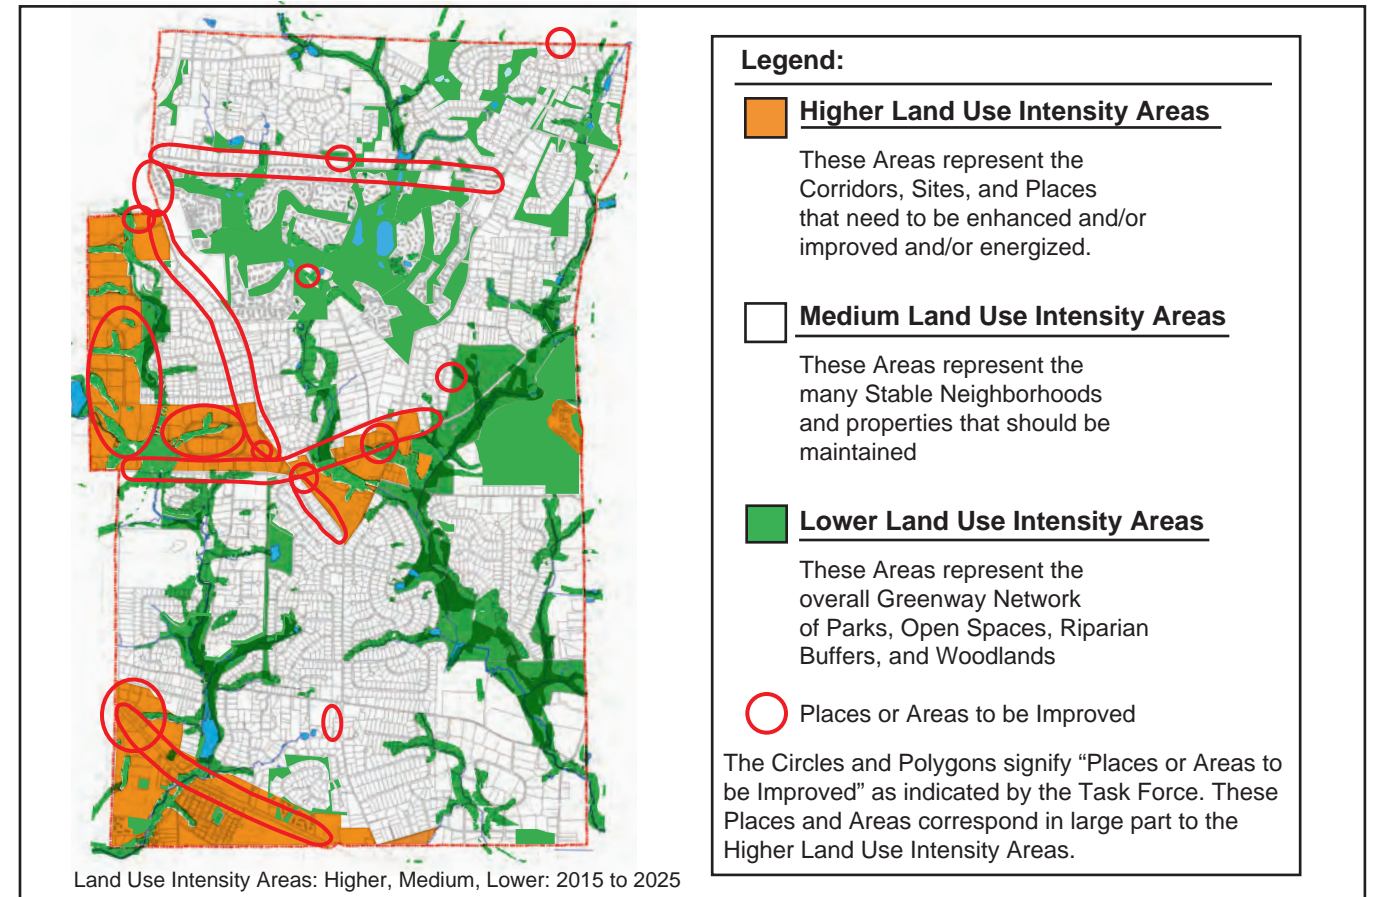 Legend:
Higher Land Use Intensity Areas
These Areas represent the
Corridors, Sites, and Places
that need to be enhanced and/or
improved and/or energized.
Medium Land Use Intensity Areas
These Areas represent the
many Stable Neighborhoods
and properties that should be
maintained
Lower Land Use Intensity Areas
These Areas represent the
overall Greenway Network
of Parks, Open Spaces, Riparian
Buffers, and Woodlands
Places or Areas to be Improved
The Circles and Polygons signify “Places or Areas to
be Improved” as indicated by the Task Force. These
Places and Areas correspond in large part to the
Higher Land Use Intensity Areas.
Land Use Intensity Areas: Higher, Medium, Lower: 2015 to 2025